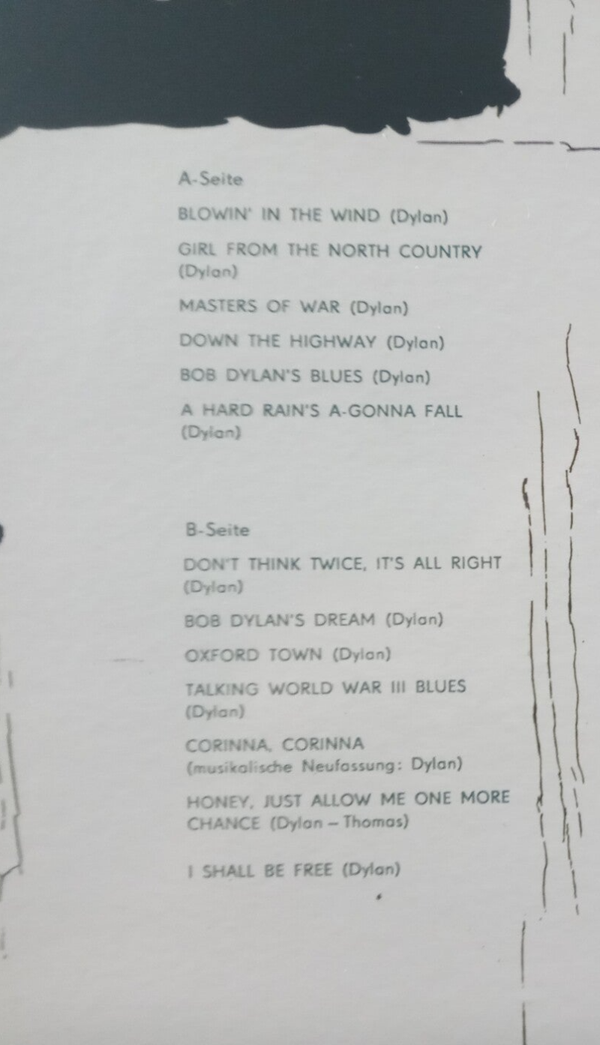 A-Seite
BLOWIN' IN THE WIND (Dylan)
GIRL FROM THE NORTH COUNTRY
(Dylan)
MASTERS OF WAR (Dylan)
DOWN THE HIGHWAY (Dylan)
BOB DYLAN'S BLUES (Dylan)
A HARD RAIN'S A-GONNA FALL
(Dylan)
B-Seite
DON'T THINK TWICE, IT'S ALL RIGHT
(Dylan)
BOB DYLAN'S DREAM (Dylan)
OXFORD TOWN (Dylan)
TALKING WORLD WAR III BLUES
(Dylan)
CORINNA, CORINNA
(musikalische Neufassung: Dylan)
HONEY, JUST ALLOW ME ONE MORE
CHANCE (Dylan – Thomas)
I SHALL BE FREE (Dylan)